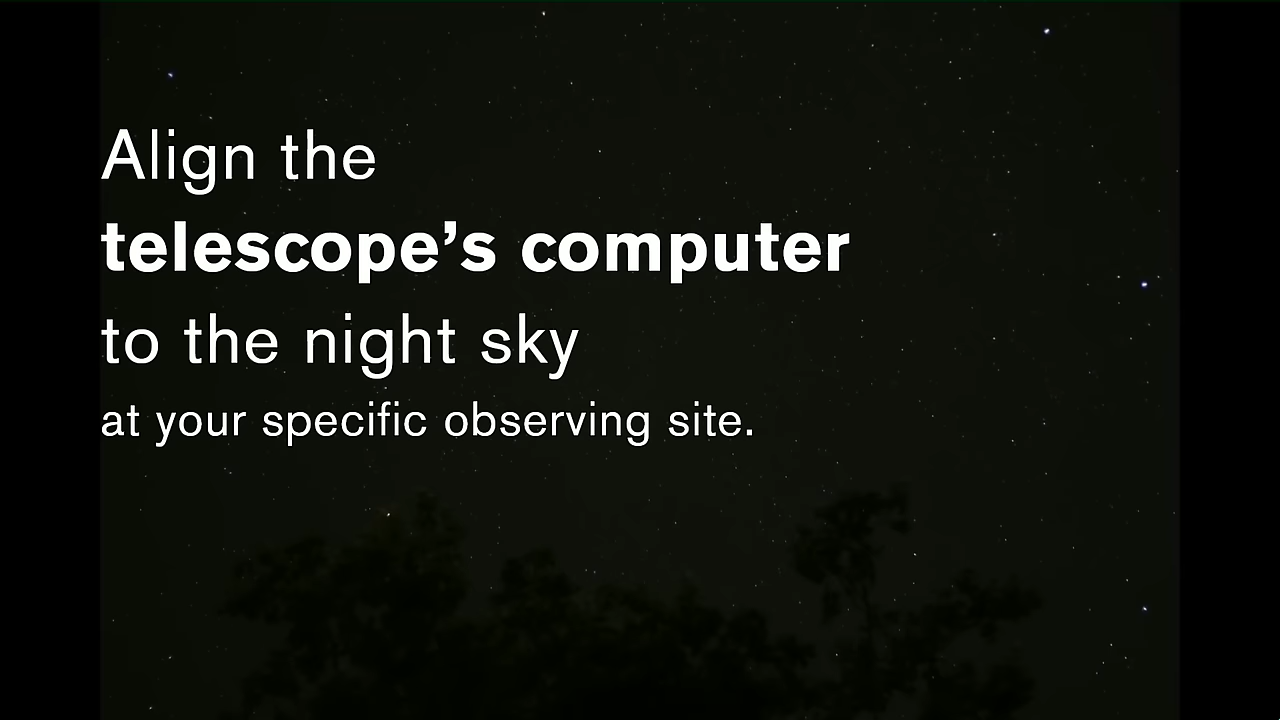 Align the
telescope’s computer
to the night sky
at your specific observing site.